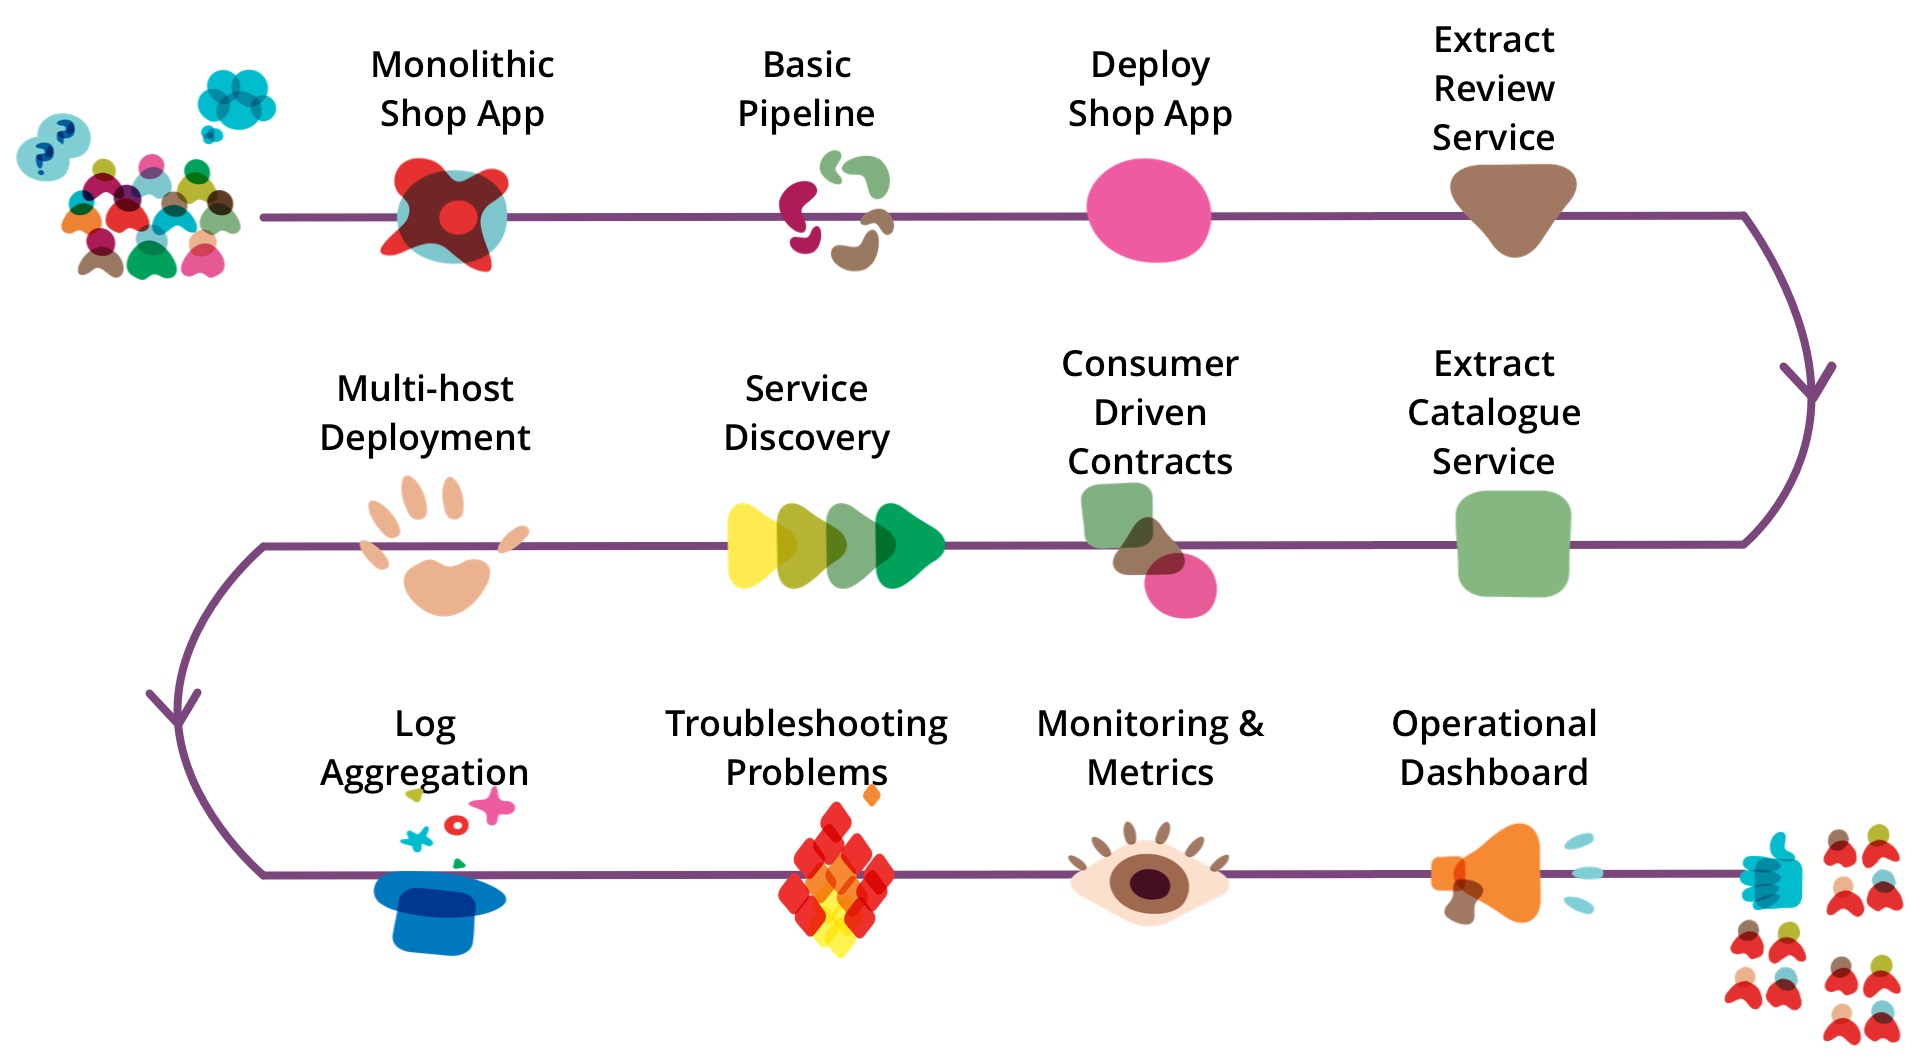 Monolithic
Shop App
Basic
Pipeline
Deploy
Shop App
Extract
Review
Service
Multi-host
Deployment
Service
Discovery
Consumer
Driven
Contracts
Extract
Catalogue
Service
Log
Aggregation
Troubleshooting
Problems
Monitoring &
Metrics
Operational
Dashboard
? ?